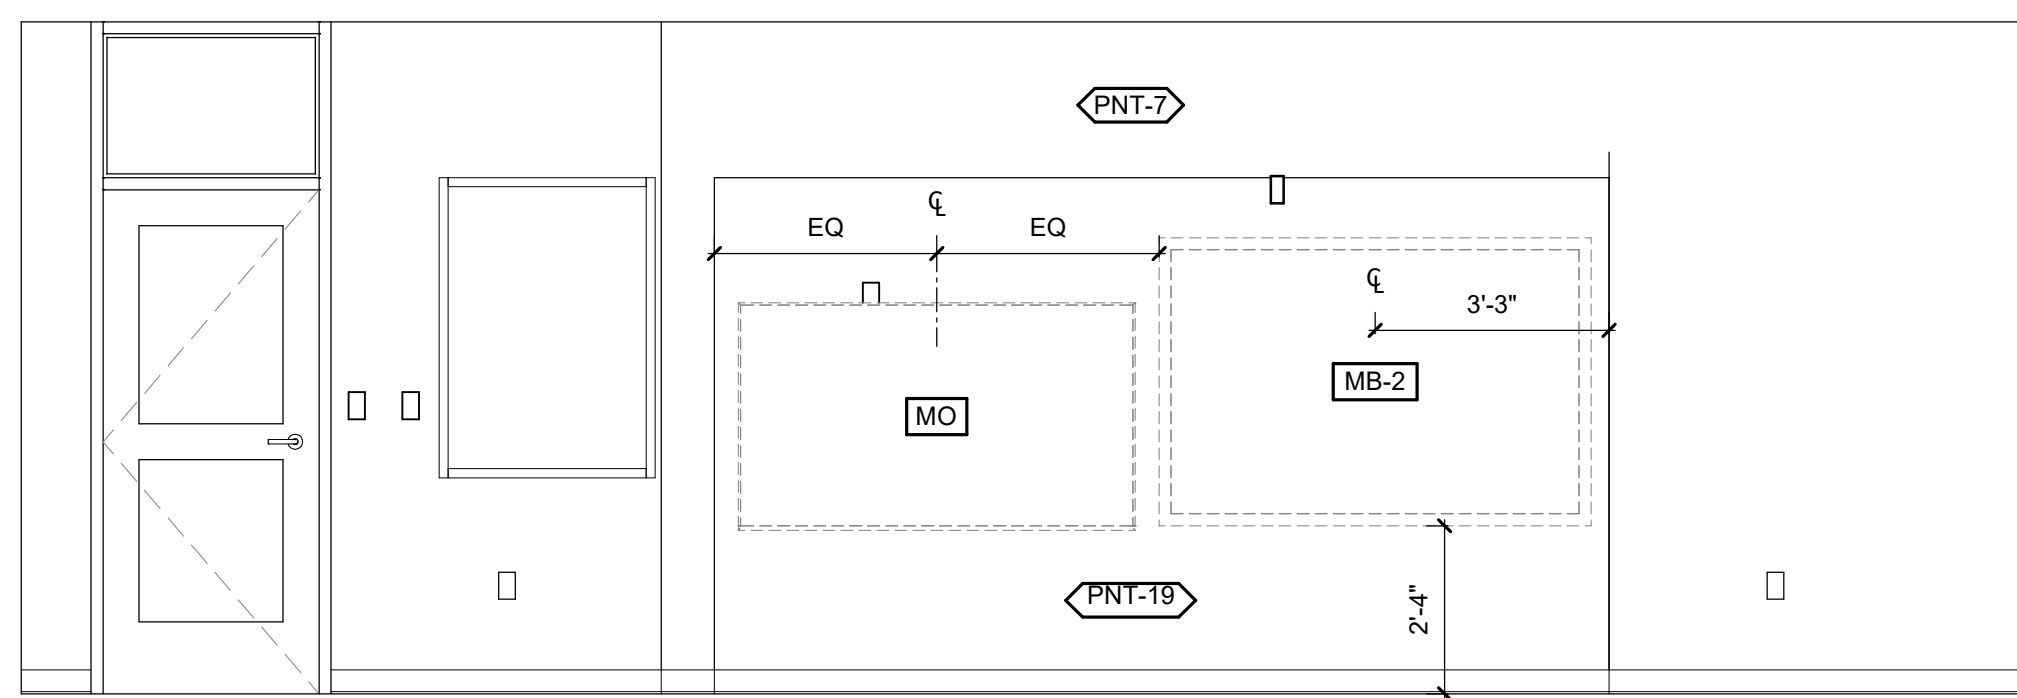 PNT-7
℄
EQ
EQ
℄
3'-3"
MB-2
MO
PNT-19
2'-4"